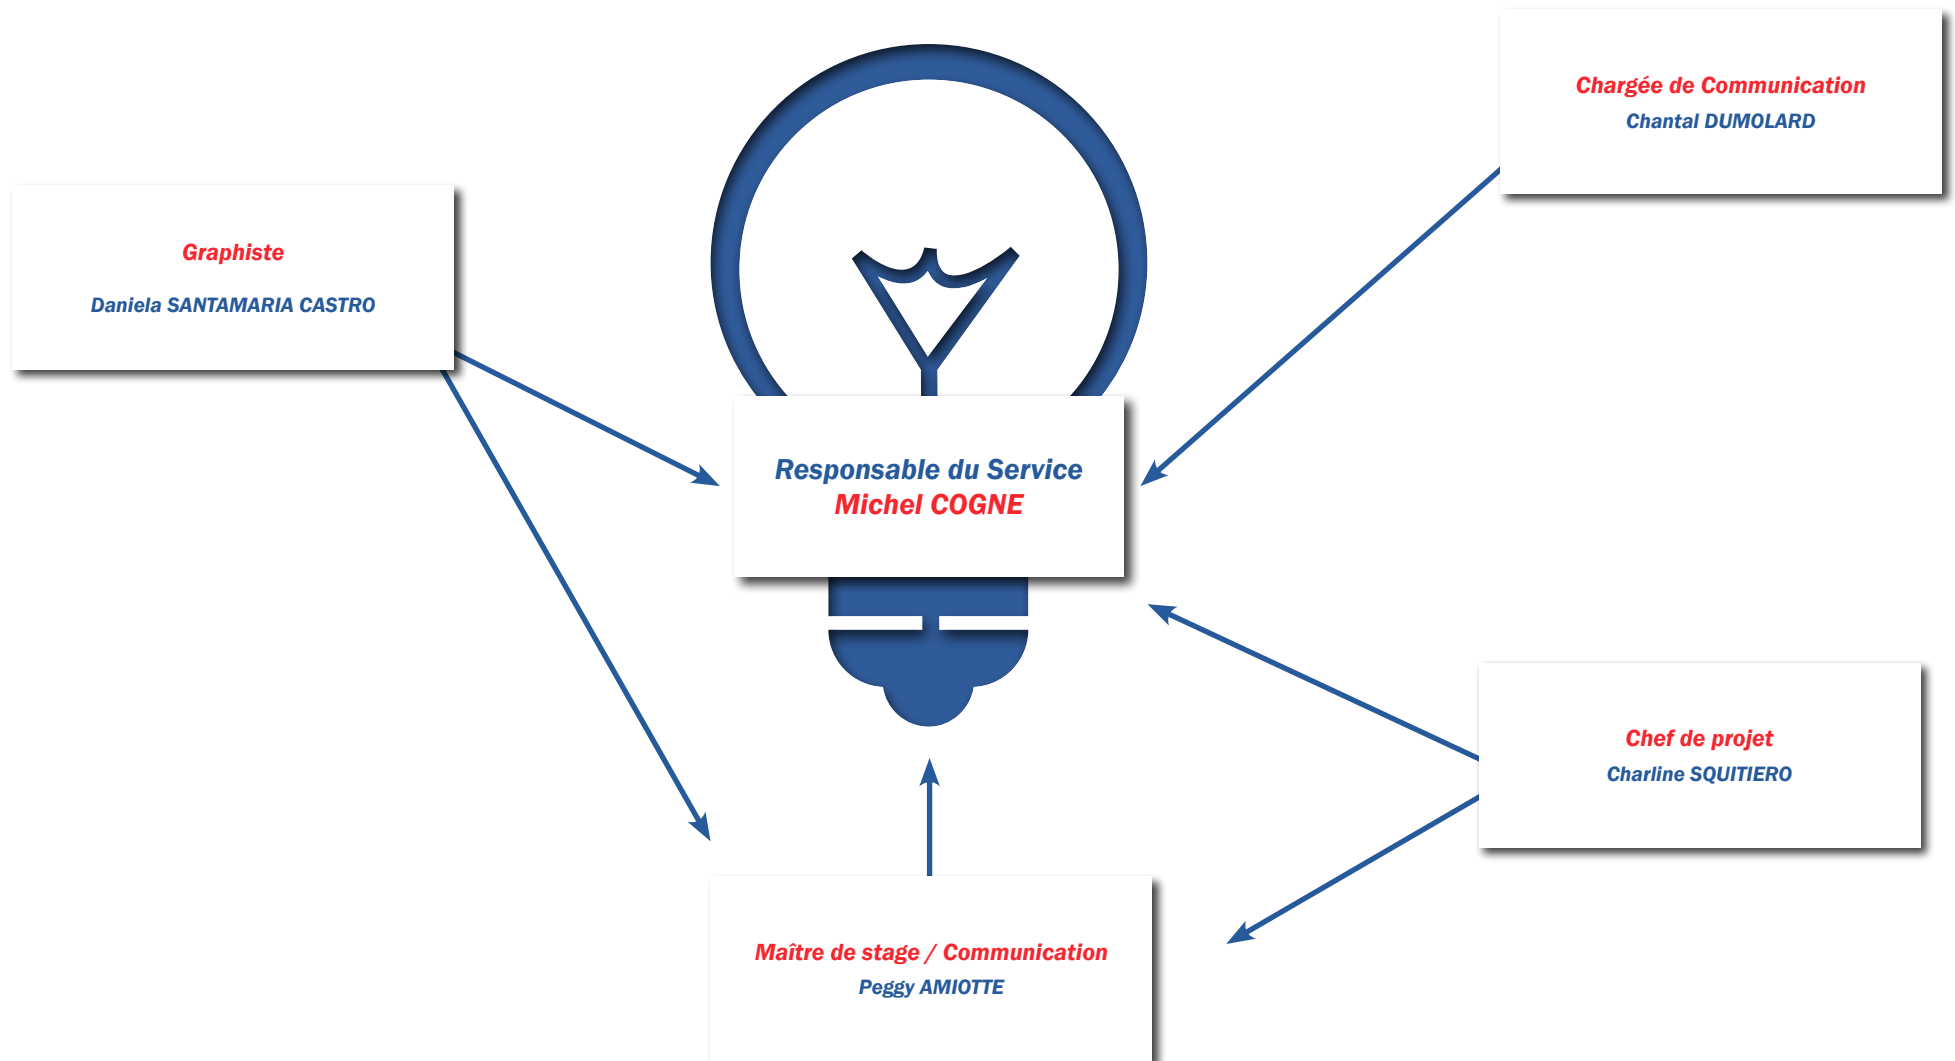 Chargée de Communication
Chantal DUMOLARD
Graphiste
Daniela SANTAMARIA CASTRO
Responsable du Service
Michel COGNE
Chef de projet
Charline SQUITIERO
Maître de stage / Communication
Peggy AMIOTTE